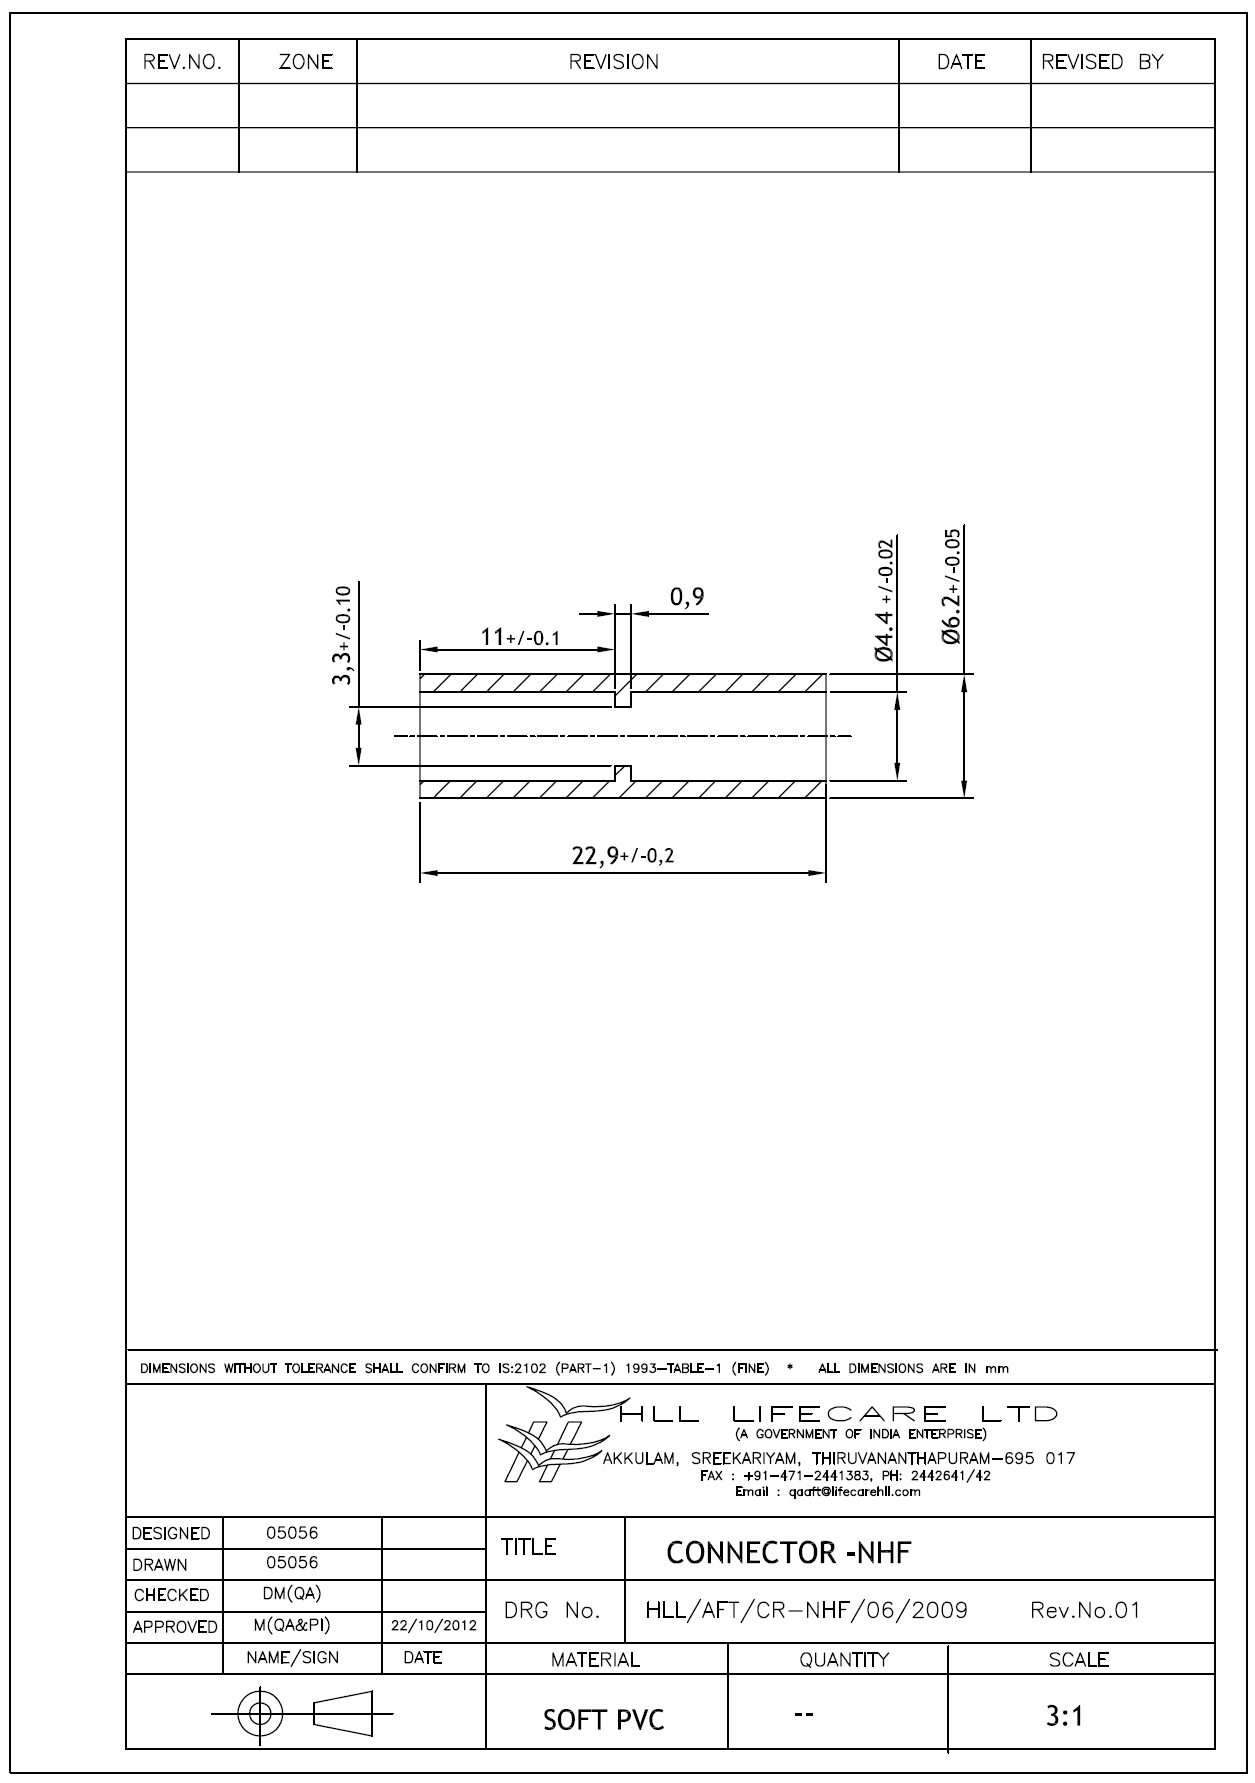 REV.NO. ZONE REVISION DATE REVISED BY
Ø6.2+/-0.05
Ø4.4 +/-0.02
3,3+/-0.10
0,9
11+/-0.1
22,9+/-0,2
DIMENSIONS WITHOUT TOLERANCE SHALL CONFIRM TO IS:2102 (PART-1) 1993-TABLE-1 (FINE) * ALL DIMENSIONS ARE IN mm
HLL LIFECARE LTD
(A GOVERNMENT OF INDIA ENTERPRISE)
AKKULAM, SREEKARIYAM, THIRUVANANTHAPURAM-695 017
FAX : +91-471-2441383, PH: 2442641/42
Email : qaaft@lifecarehll.com
DESIGNED 05056
DRAWN 05056
CHECKED DM(QA)
APPROVED M(QA&PI) 22/10/2012
NAME/SIGN DATE
TITLE CONNECTOR -NHF
DRG No. HLL/AFT/CR-NHF/06/2009 Rev.No.01
MATERIAL QUANTITY SCALE
SOFT PVC -- 3:1